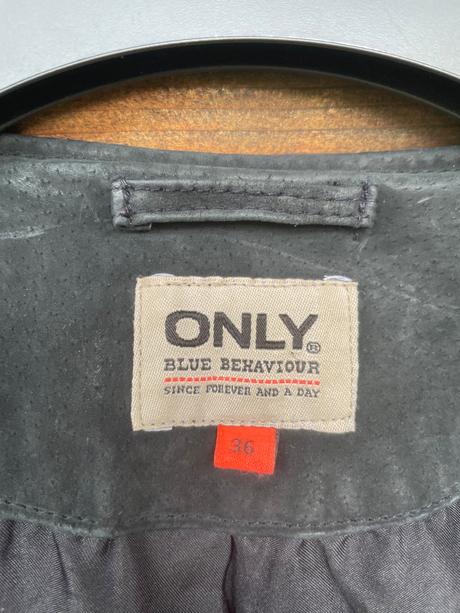 ONLY®
BLUE BEHAVIOUR
SINCE FOREVER AND A DAY
36